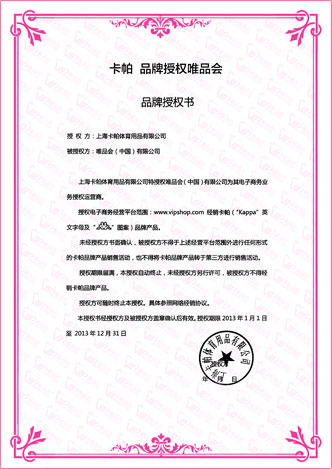 卡帕 品牌授权唯品会
品牌授权书
授 权 方：上海卡帕体育用品有限公司
被授权方：唯品会（中国）有限公司
上海卡帕体育用品有限公司特授权唯品会（中国）有限公司为其电子商务业
务授权运营商。
授权电子商务经营平台范围：www.vipshop.com 经销卡帕（“Kappa”英
文字母及“ ”图案）品牌产品。
未经授权方书面确认，被授权方不得于上述经营平台范围外进行任何形式
的卡帕品牌产品销售活动，也不得将卡帕品牌产品转于第三方进行销售活动。
授权期限届满，本授权自动终止，未经授权方另行许可，被授权方不得经
销卡帕品牌产品。
授权方可随时终止本授权。具体参照网络经销协议。
本授权书经授权方及被授权方盖章确认后有效。授权期限 2013 年 1 月 1 日
至 2013 年 12 月 31 日
上海卡帕体育用品有限公司
授权方
年 月 日